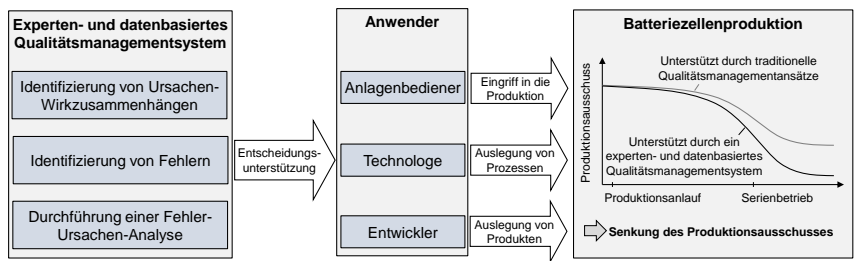 Experten- und datenbasiertes
Qualitätsmanagementsystem
Identifizierung von Ursachen-
Wirkzusammenhängen
Identifizierung von Fehlern
Durchführung einer Fehler-
Ursachen-Analyse
Entscheidungs-
unterstützung
Anwender
Anlagenbediener
Technologe
Entwickler
Eingriff in die
Produktion
Auslegung von
Prozessen
Auslegung von
Produkten
Batteriezellenproduktion
Produktionsausschuss
Unterstützt durch traditionelle
Qualitätsmanagementansätze
Unterstützt durch ein
experten- und datenbasiertes
Qualitätsmanagementsystem
Produktionsanlauf
Serienbetrieb
Senkung des Produktionsausschusses